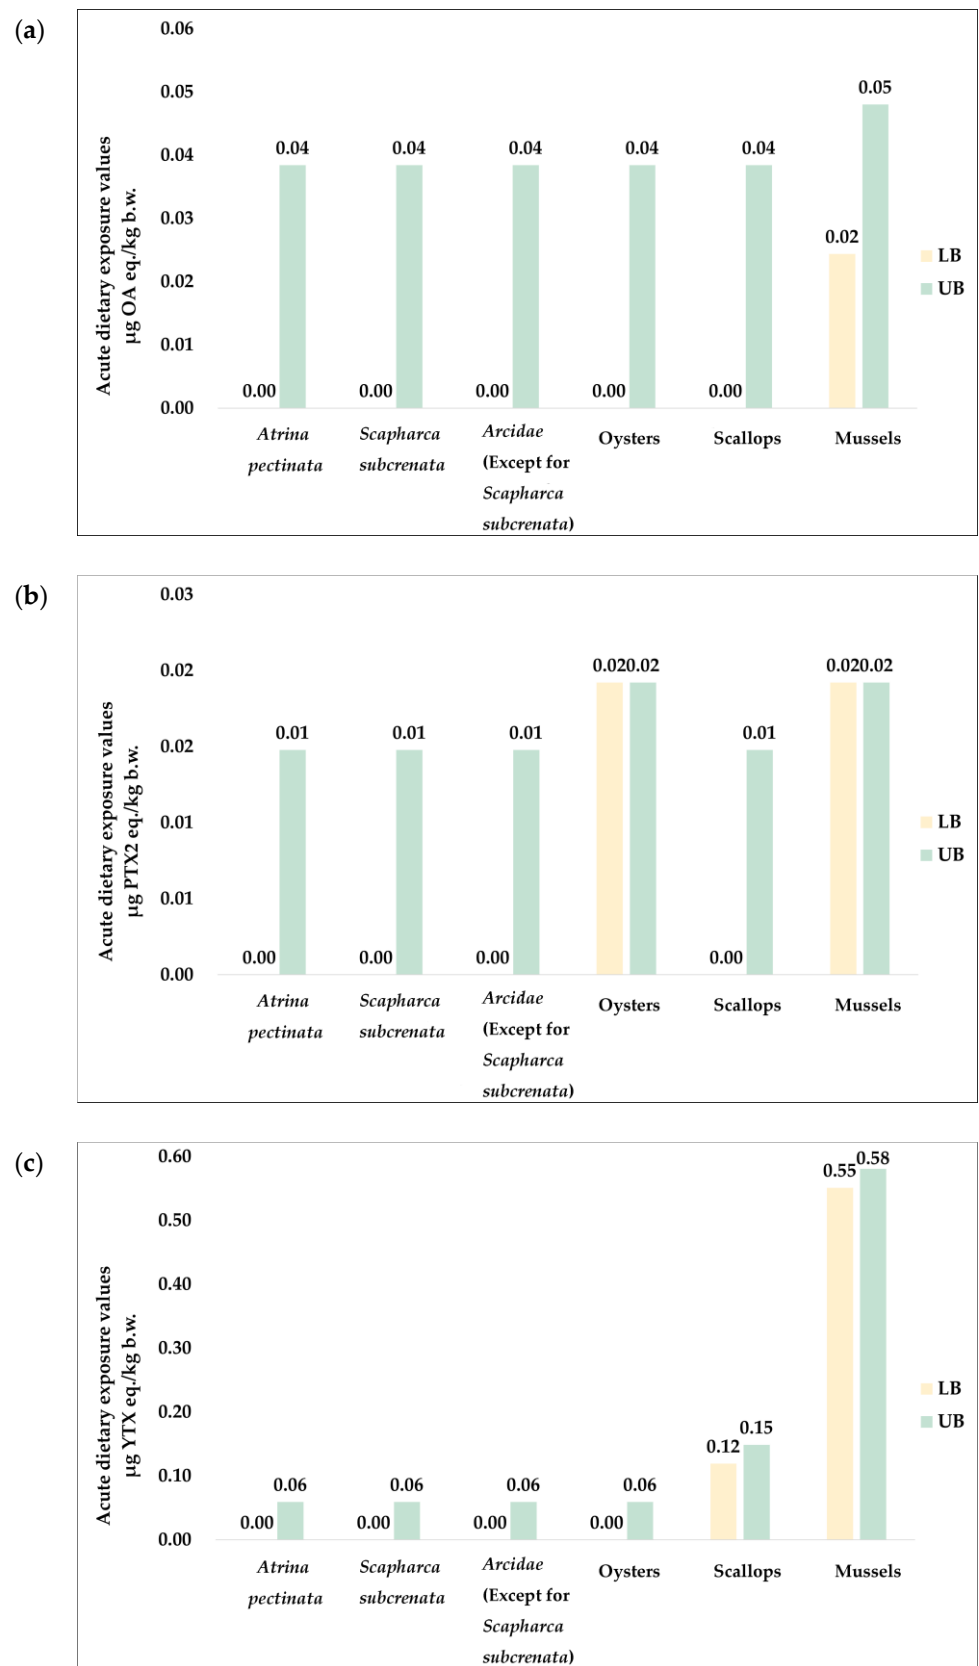 (a)
0.06
0.05
0.04
0.03
0.02
0.01
0.00
Acute dietary exposure values
µg OA eq./kg b.w.
0.00 0.04 0.00 0.04 0.00 0.04 0.00 0.04 0.00 0.04 0.02 0.05
Atrina
pectinata
Scapharca
subcrenata
Arcidae
(Except for
Scapharca
subcrenata)
Oysters
Scallops
Mussels
LB
UB
(b)
0.03
0.02
0.02
0.01
0.01
0.00
Acute dietary exposure values
µg PTX2 eq./kg b.w.
0.00 0.01 0.00 0.01 0.00 0.01 0.02 0.02 0.00 0.01 0.02 0.02
Atrina
pectinata
Scapharca
subcrenata
Arcidae
(Except for
Scapharca
subcrenata)
Oysters
Scallops
Mussels
LB
UB
(c)
0.60
0.50
0.40
0.30
0.20
0.10
0.00
Acute dietary exposure values
µg YTX eq./kg b.w.
0.00 0.06 0.00 0.06 0.00 0.06 0.00 0.06 0.12 0.15 0.55 0.58
Atrina
pectinata
Scapharca
subcrenata
Arcidae
(Except for
Scapharca
subcrenata)
Oysters
Scallops
Mussels
LB
UB